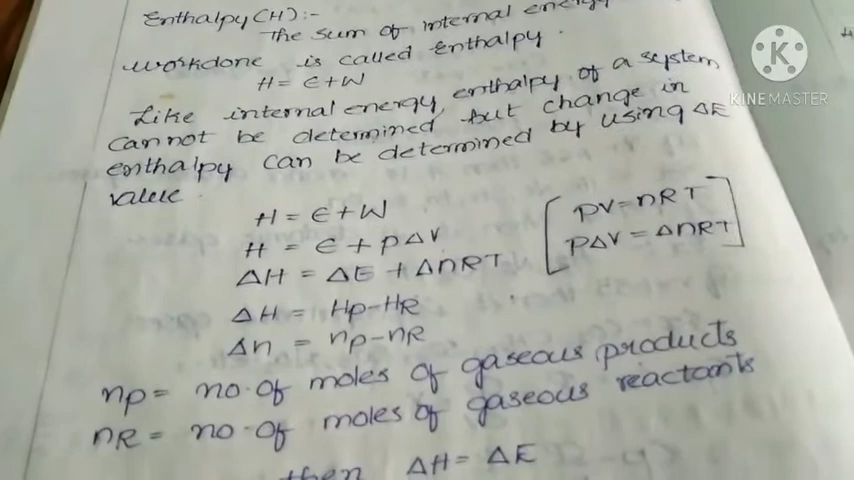 Enthalpy (H) :-
The sum of internal energy
workdone is called Enthalpy.
H = E + W
Like internal energy, enthalpy of a system
cannot be determined but change in
enthalpy can be determined by using ΔE
value.
H = E + W
H = E + PΔV
ΔH = ΔE + ΔnRT
[PV = nRT
PΔV = ΔnRT]
ΔH = HP - HR
Δn = nP - nR
nP = no. of moles of gaseous products
nR = no. of moles of gaseous reactants
then ΔH = ΔE
K
KINEMASTER